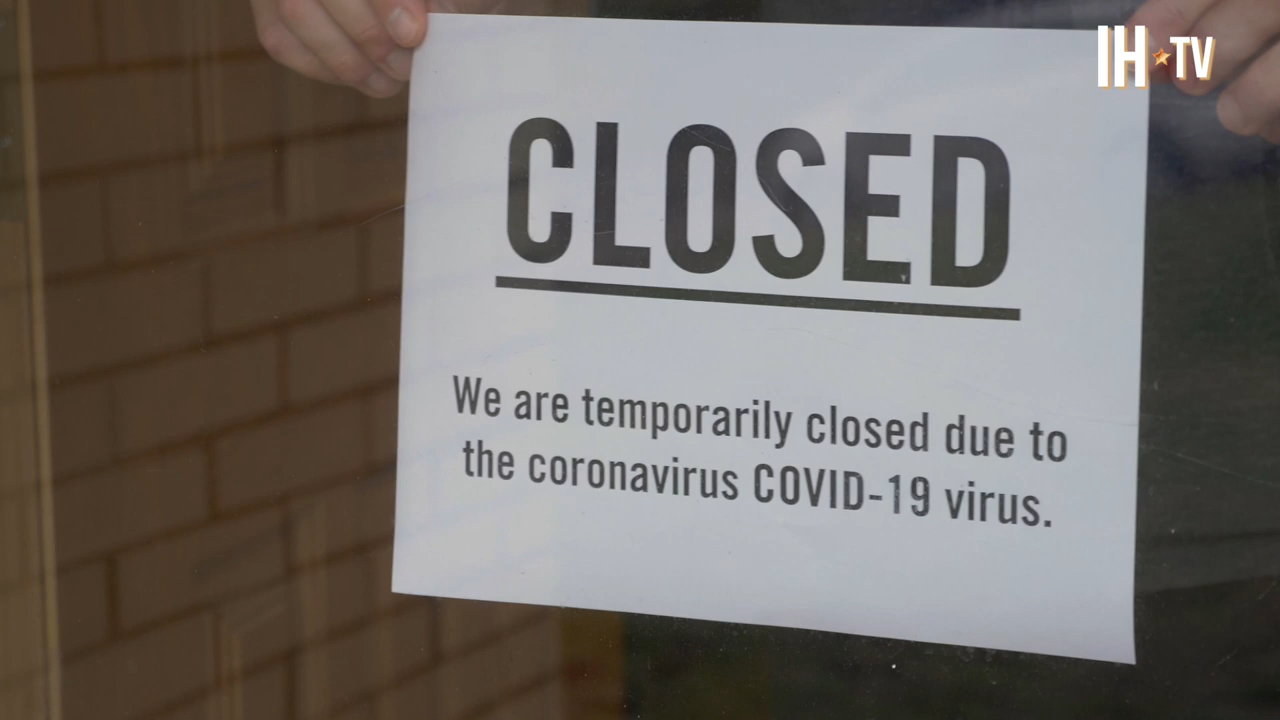 IH★TV
CLOSED
We are temporarily closed due to
the coronavirus COVID-19 virus.